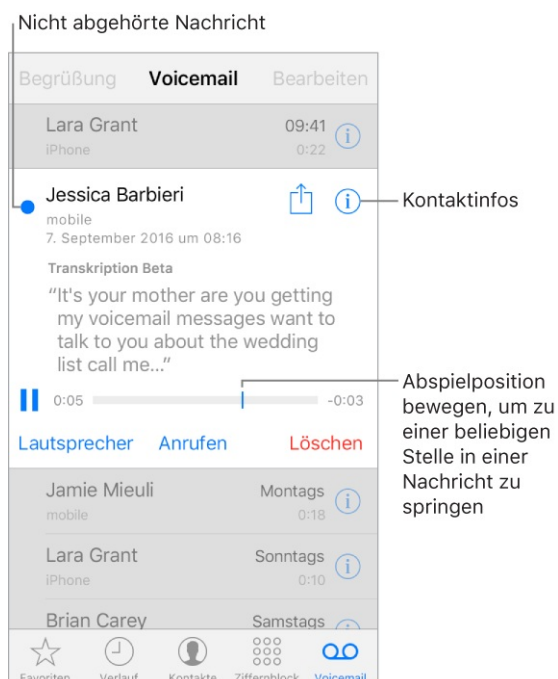 Nicht abgehörte Nachricht
Begrüßung Voicemail Bearbeiten
Lara Grant 09:41
iPhone 0:22
Jessica Barbieri
Kontaktinfos
mobile
7. September 2016 um 08:16
Transkription Beta
“It's your mother are you getting
my voicemail messages want to
talk to you about the wedding
list call me...”
0:05 -0:03
Abspielposition
bewegen, um zu
einer beliebigen
Stelle in einer
Nachricht zu
springen
Lautsprecher Anrufen Löschen
Jamie Mieuli Montags
mobile 0:18
Lara Grant Sonntags
iPhone 0:10
Brian Carey Samstags
Favoriten Verlauf Kontakte Ziffernblock Voicemail